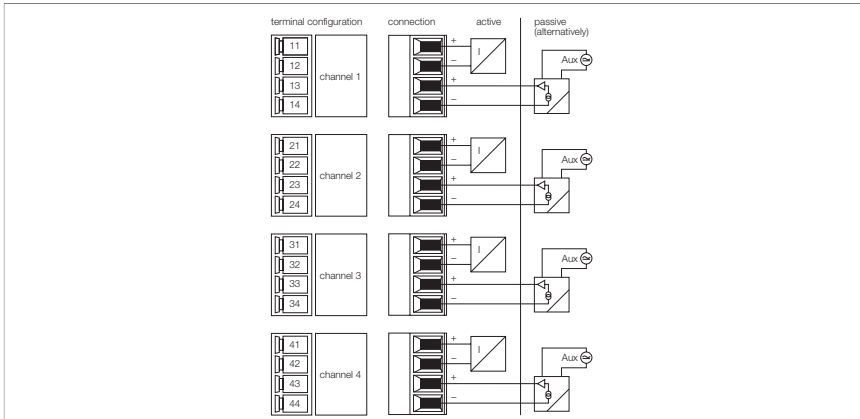 terminal configuration connection active passive
(alternatively)
11 + I Aux
12 −
13 channel 1 +
14 −
21 + I Aux
22 −
23 channel 2 +
24 −
31 + I Aux
32 −
33 channel 3 +
34 −
41 + I Aux
42 −
43 channel 4 +
44 −